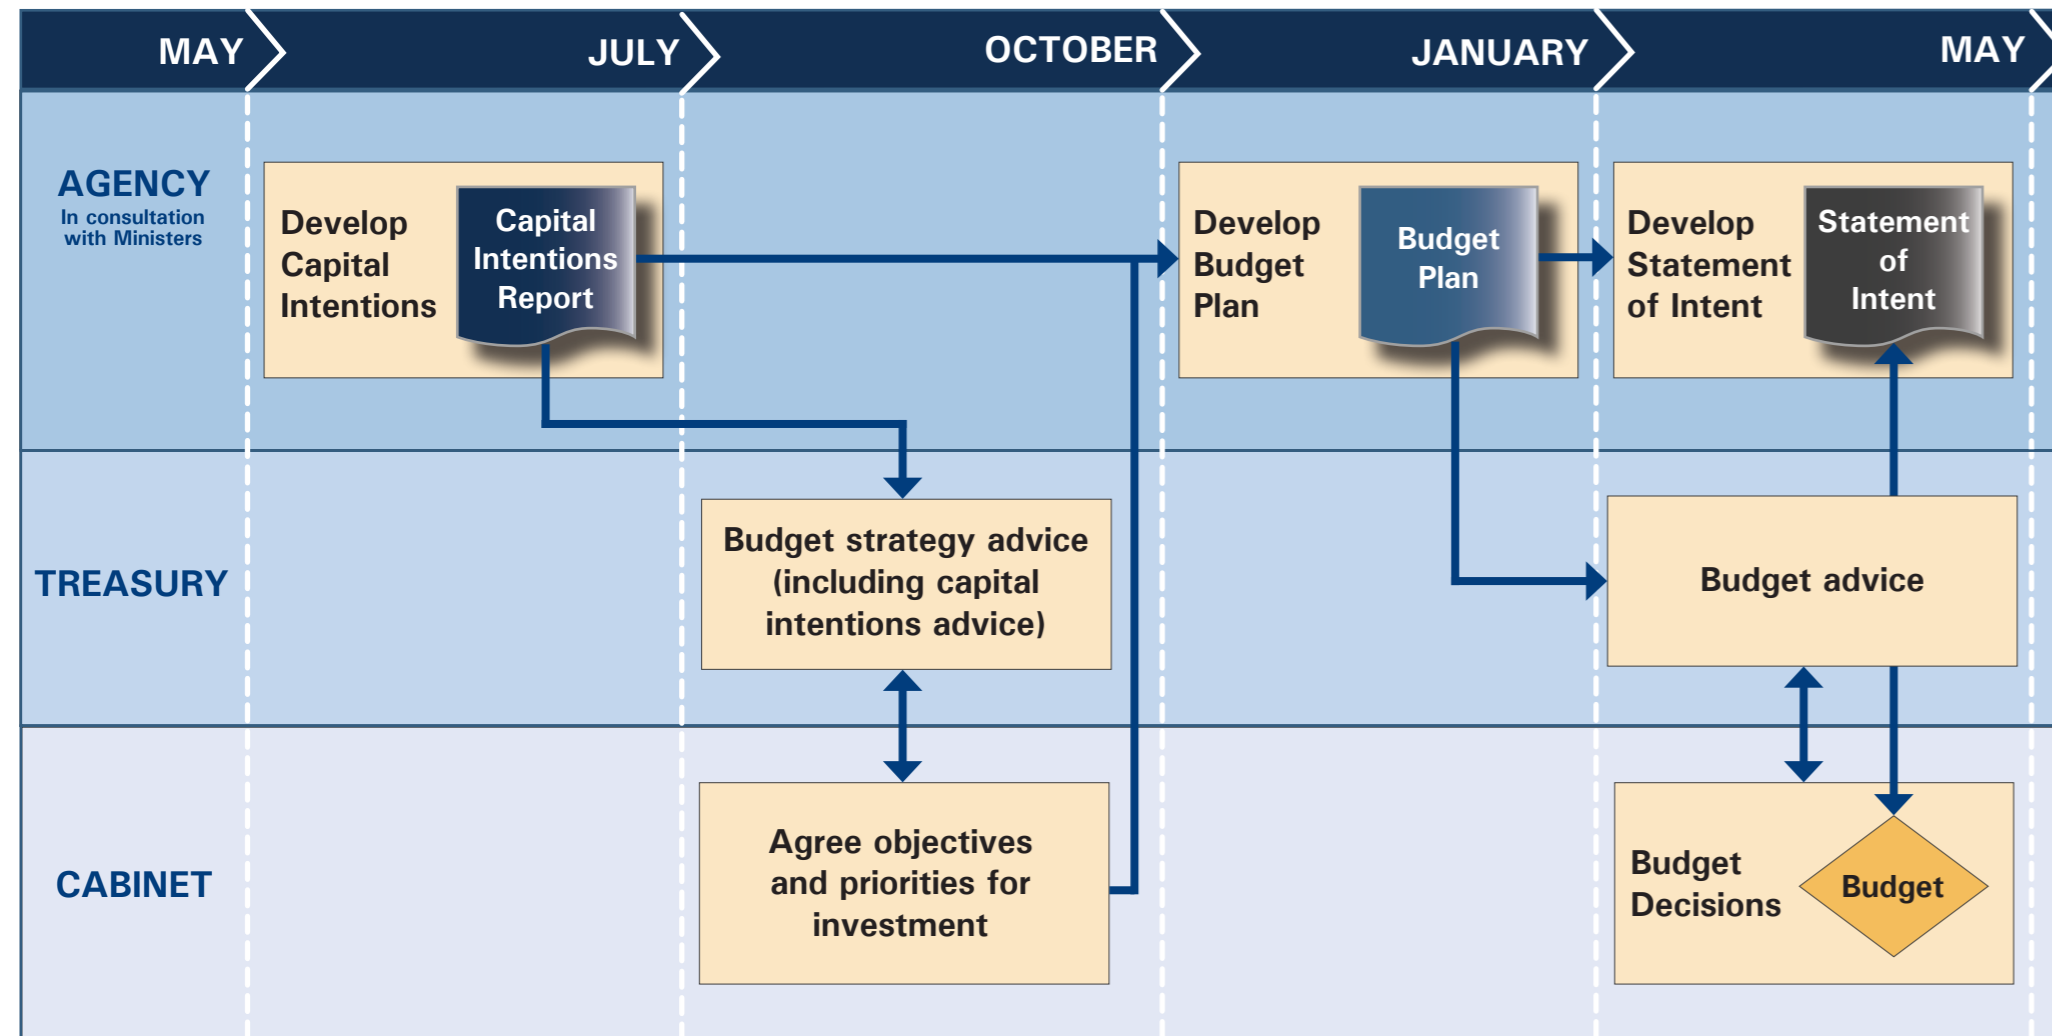 MAY
JULY
OCTOBER
JANUARY
MAY
AGENCY
In consultation
with Ministers
Develop
Capital
Intentions
Capital
Intentions
Report
Develop
Budget
Plan
Budget
Plan
Develop
Statement
of Intent
Statement
of
Intent
TREASURY
Budget strategy advice
(including capital
intentions advice)
Budget advice
CABINET
Agree objectives
and priorities for
investment
Budget
Decisions
Budget